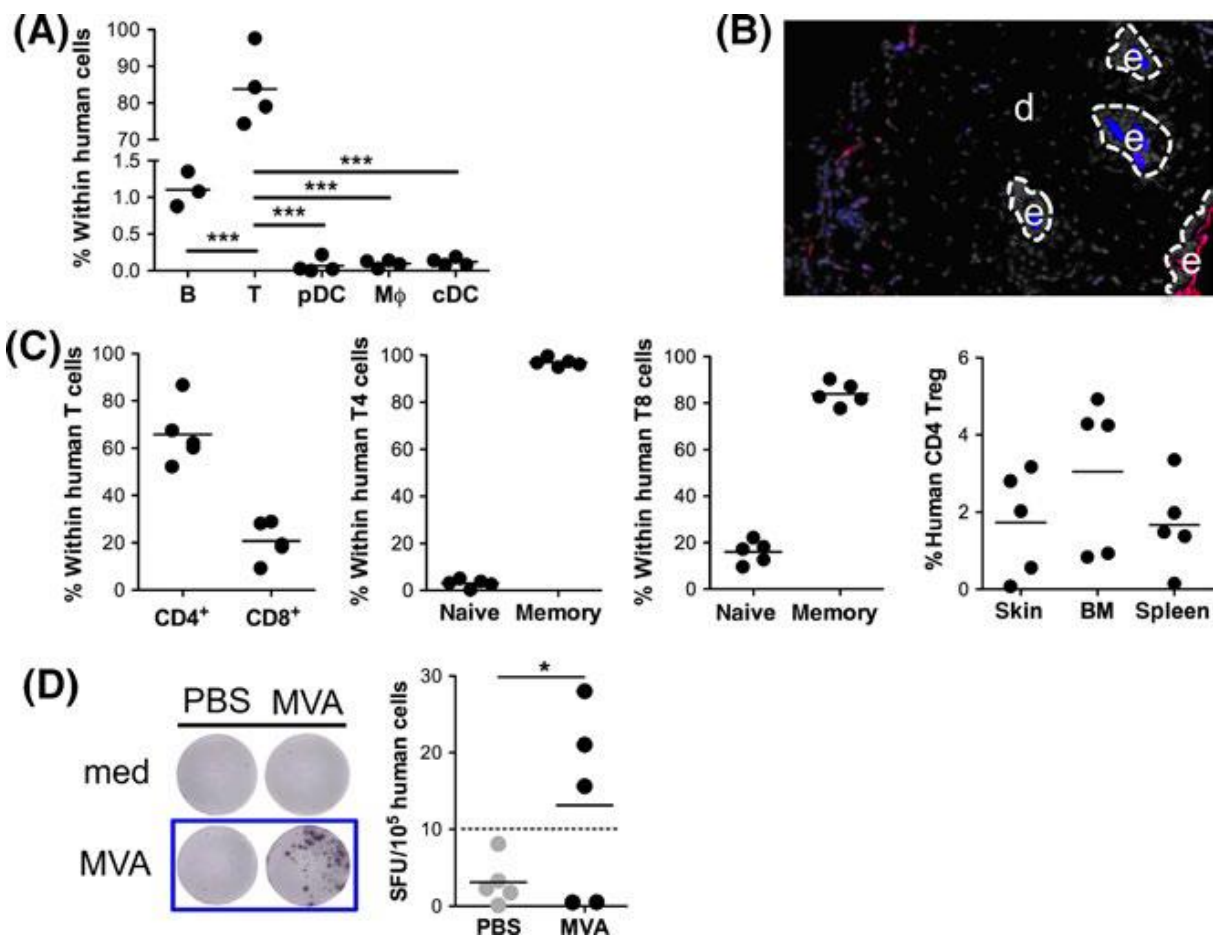 (A)
% Within human cells
100
90
80
70
1.5
1.0
0.5
0.0
***
***
***
***
B T pDC Mφ cDC
(B)
e
d
e
e
e
(C)
% Within human T cells
100
80
60
40
20
0
CD4⁺ CD8⁺
% Within human T4 cells
100
80
60
40
20
0
Naive Memory
% Within human T8 cells
100
80
60
40
20
0
Naive Memory
% Human CD4 Treg
6
4
2
0
Skin BM Spleen
(D)
PBS MVA
med
MVA
SFU/10⁵ human cells
30
20
10
0
*
PBS MVA